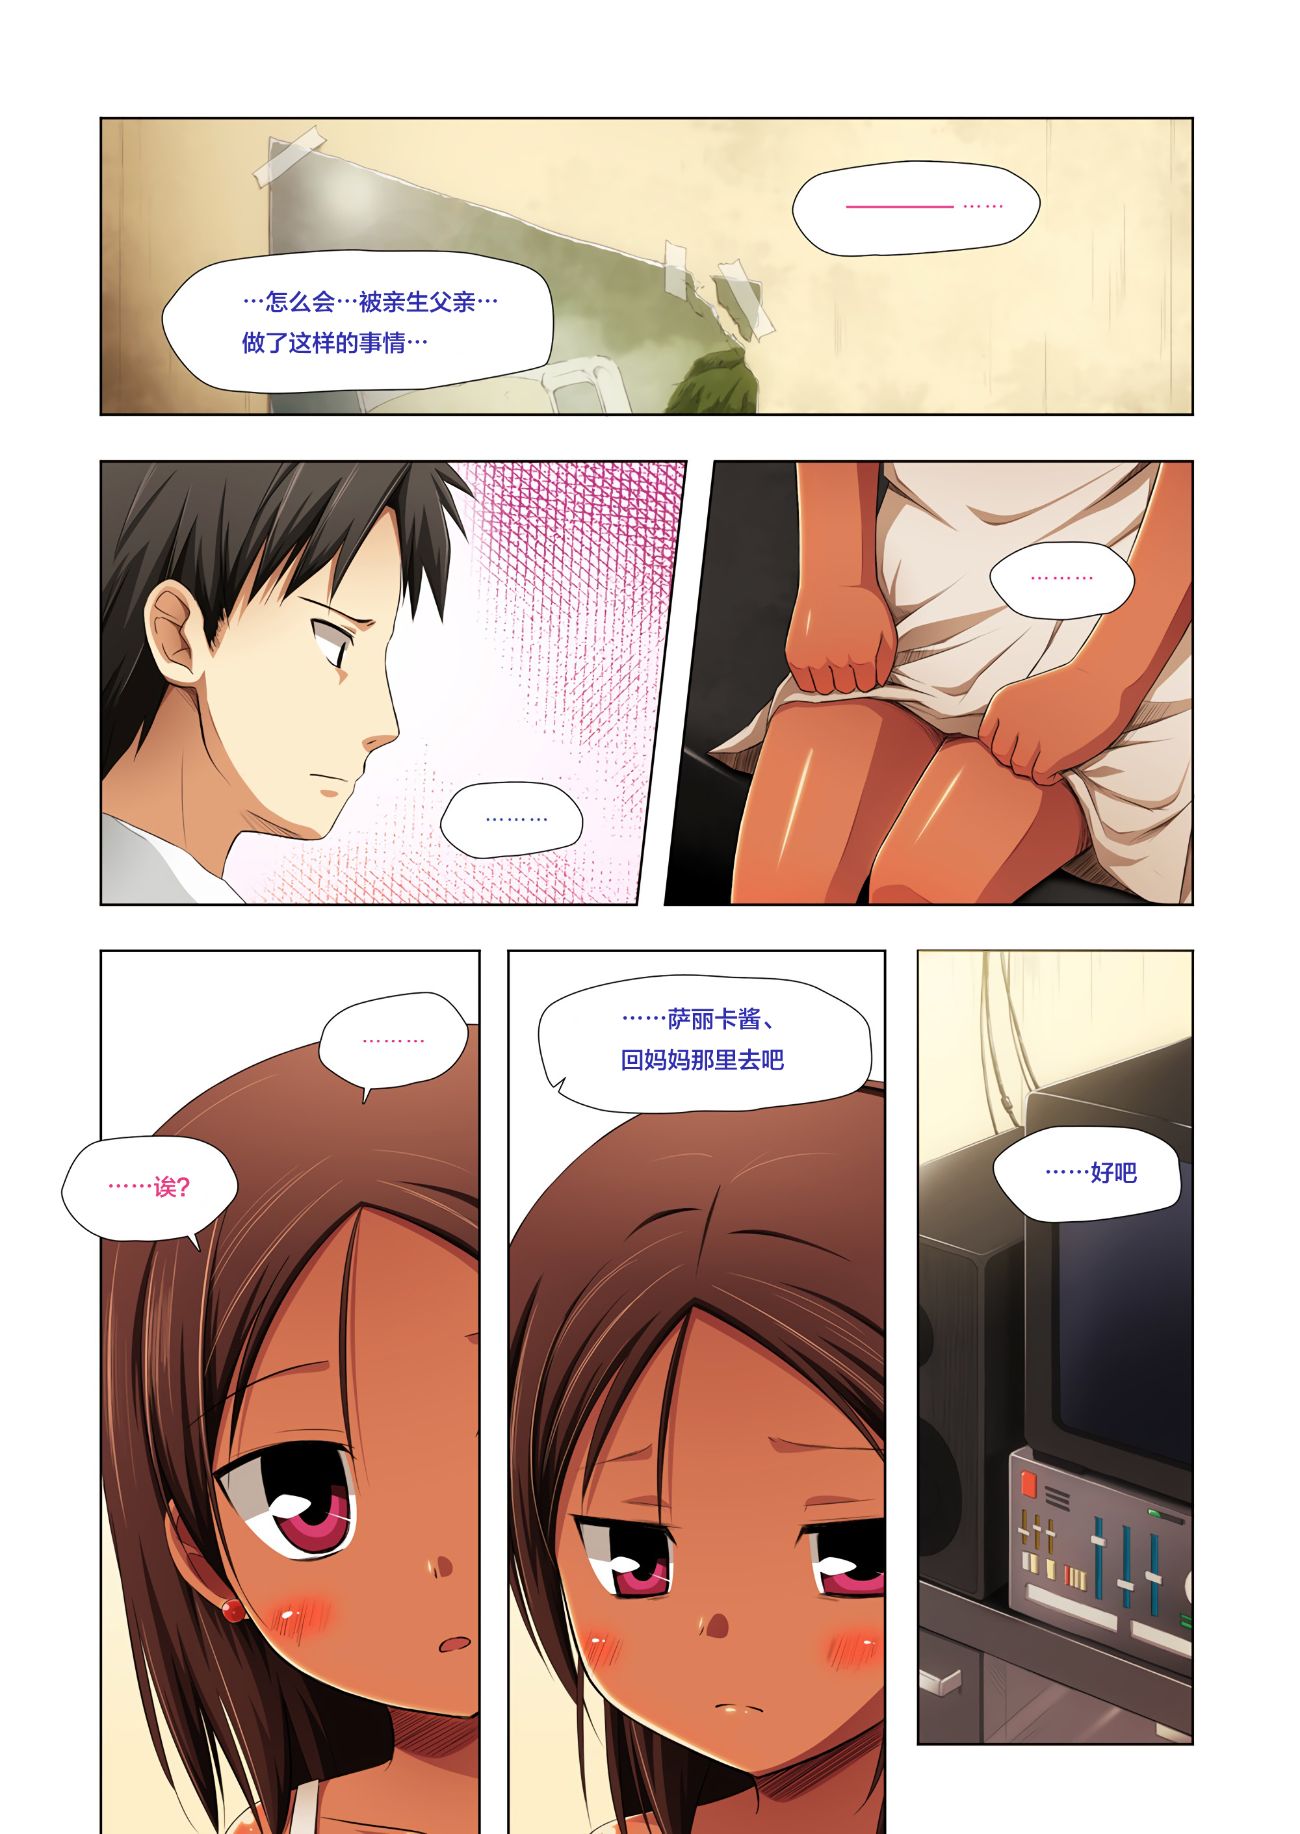 ————……
…怎么会…被亲生父亲…
做了这样的事情…
………
………
……好吧
……萨丽卡酱、
回妈妈那里去吧
………
……诶?